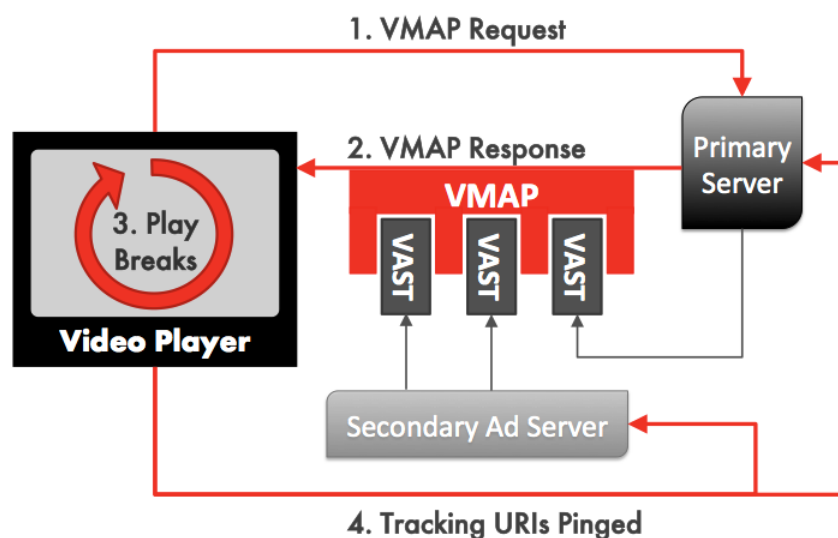 1. VMAP Request
2. VMAP Response
Primary
Server
VMAP
3. Play
Breaks
VAST
VAST
VAST
Video Player
Secondary Ad Server
4. Tracking URIs Pinged